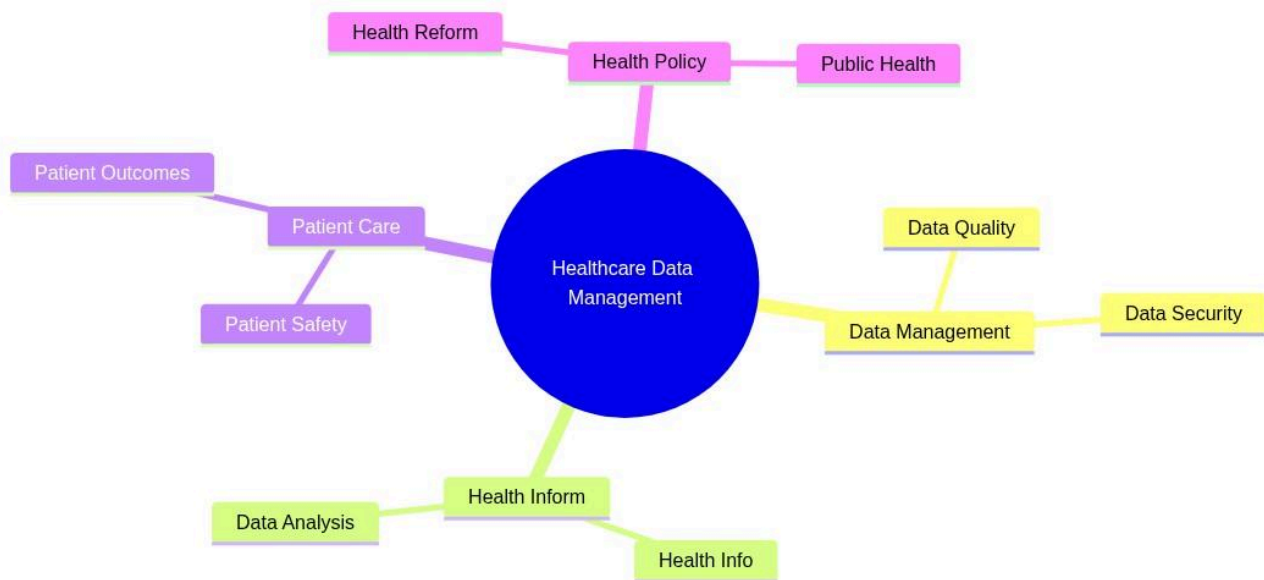 Health Reform
Health Policy
Public Health
Patient Outcomes
Patient Care
Patient Safety
Healthcare Data
Management
Data Quality
Data Security
Data Management
Health Inform
Data Analysis
Health Info